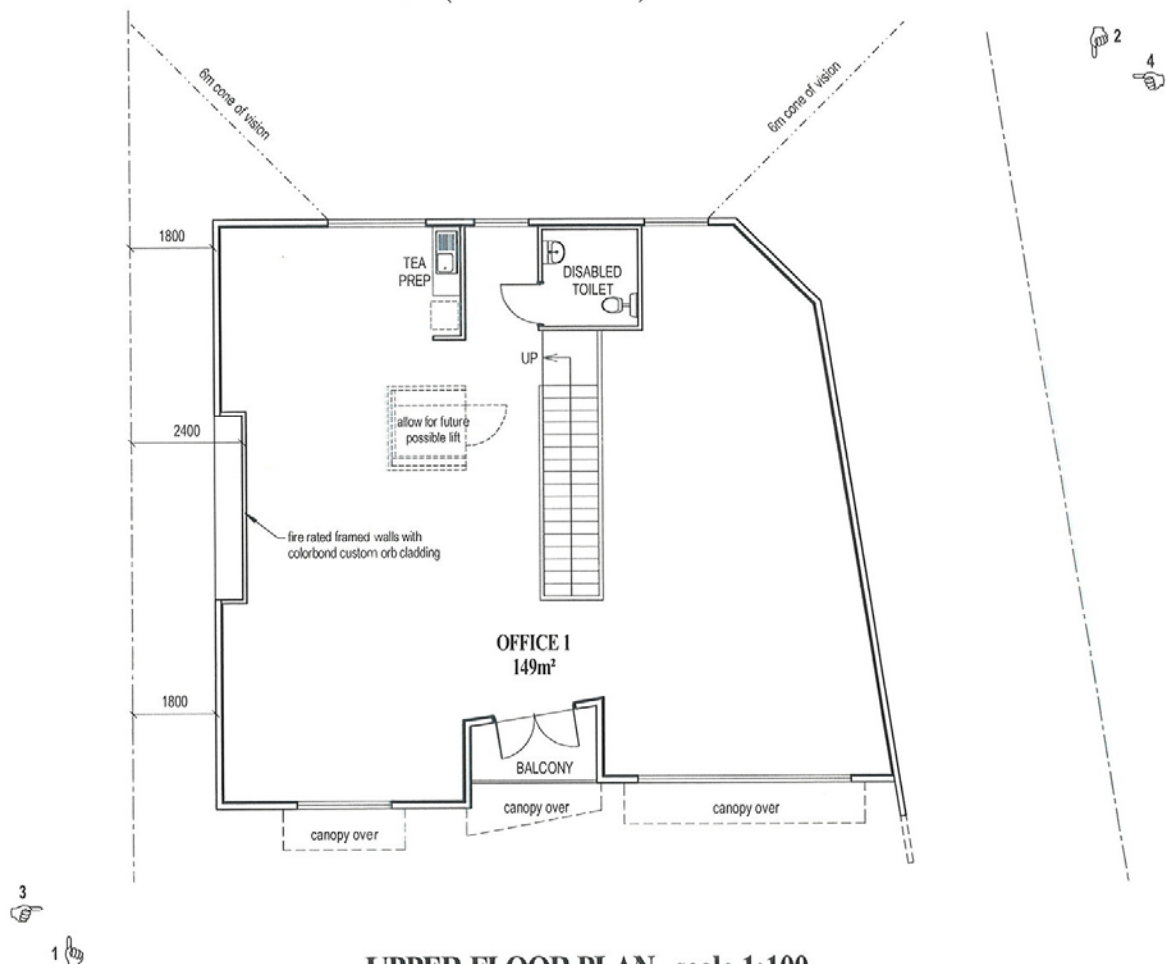 2
4
6m cone of vision
6m cone of vision
1800
TEA
PREP
DISABLED
TOILET
UP
allow for future
possible lift
2400
fire rated framed walls with
colorbond custom orb cladding
OFFICE 1
149m²
1800
BALCONY
canopy over
canopy over
canopy over
3
1
UPPER FLOOR PLAN scale 1:100